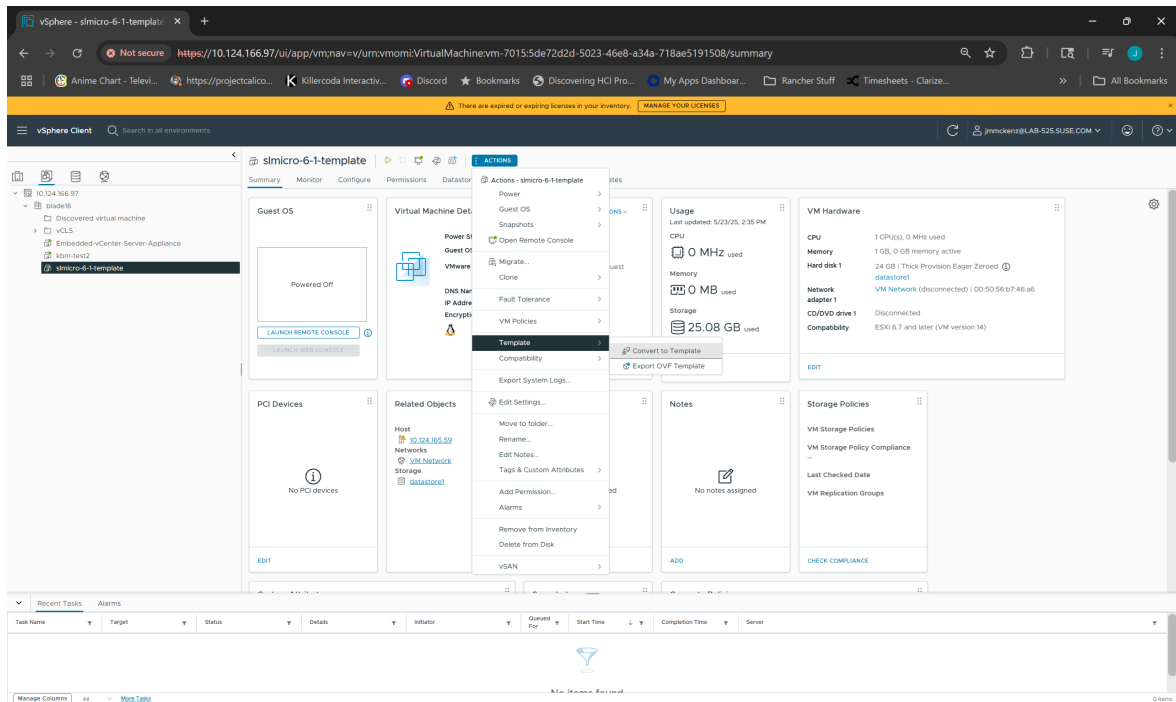 vSphere - slmicro-6-1-template
Not secure https://10.124.166.97/ui/app/vm;nav=v/urn:vmomi:VirtualMachine:vm-7015:5de72d2d-5023-46e8-a34a-718ae5191508/summary
Anime Chart - Televi... https://projectcalico... Killercoda Interactiv... Discord Bookmarks Discovering HCI Pro... My Apps Dashboar... Rancher Stuff Timesheets - Clarize... » All Bookmarks
There are expired or expiring licenses in your inventory. MANAGE YOUR LICENSES
vSphere Client Search in all environments jmmckenz@LAB-525.SUSE.COM
slmicro-6-1-template ACTIONS
Summary Monitor Configure Permissions Datastor ates
10.124.166.97
blade16
Discovered virtual machine
vCLS
Embedded-vCenter-Server-Appliance
kbm-test2
slmicro-6-1-template
Actions - slmicro-6-1-template
Power
Guest OS
Snapshots
Open Remote Console
Migrate...
Clone
Fault Tolerance
VM Policies
Template
Compatibility
Export System Logs...
Edit Settings...
Move to folder...
Rename...
Edit Notes...
Tags & Custom Attributes
Add Permission...
Alarms
Remove from Inventory
Delete from Disk
vSAN
Convert to Template
Export OVF Template
Guest OS
Powered Off
LAUNCH REMOTE CONSOLE
LAUNCH WEB CONSOLE
Virtual Machine Det
ONS
Power St
Guest OS
VMware uest
DNS Nar
IP Addre
Encrypti
Usage
Last updated: 5/23/25, 2:35 PM
CPU
0 MHz used
Memory
0 MB used
Storage
25.08 GB used
VM Hardware
CPU 1 CPU(s), 0 MHz used
Memory 1 GB, 0 GB memory active
Hard disk 1 24 GB | Thick Provision Eager Zeroed
datastore1
Network adapter 1 VM Network (disconnected) | 00:50:56:b7:46:a6
CD/DVD drive 1 Disconnected
Compatibility ESXi 6.7 and later (VM version 14)
EDIT
PCI Devices
No PCI devices
EDIT
Related Objects
Host
10.124.165.59
Networks
VM Network
Storage
datastore1
ed
Notes
No notes assigned
ADD
Storage Policies
VM Storage Policies
VM Storage Policy Compliance
--
Last Checked Date
VM Replication Groups
CHECK COMPLIANCE
Recent Tasks Alarms
Task Name Target Status Details Initiator Queued For Start Time Completion Time Server
No items found
Manage Columns All More Tasks 0 items